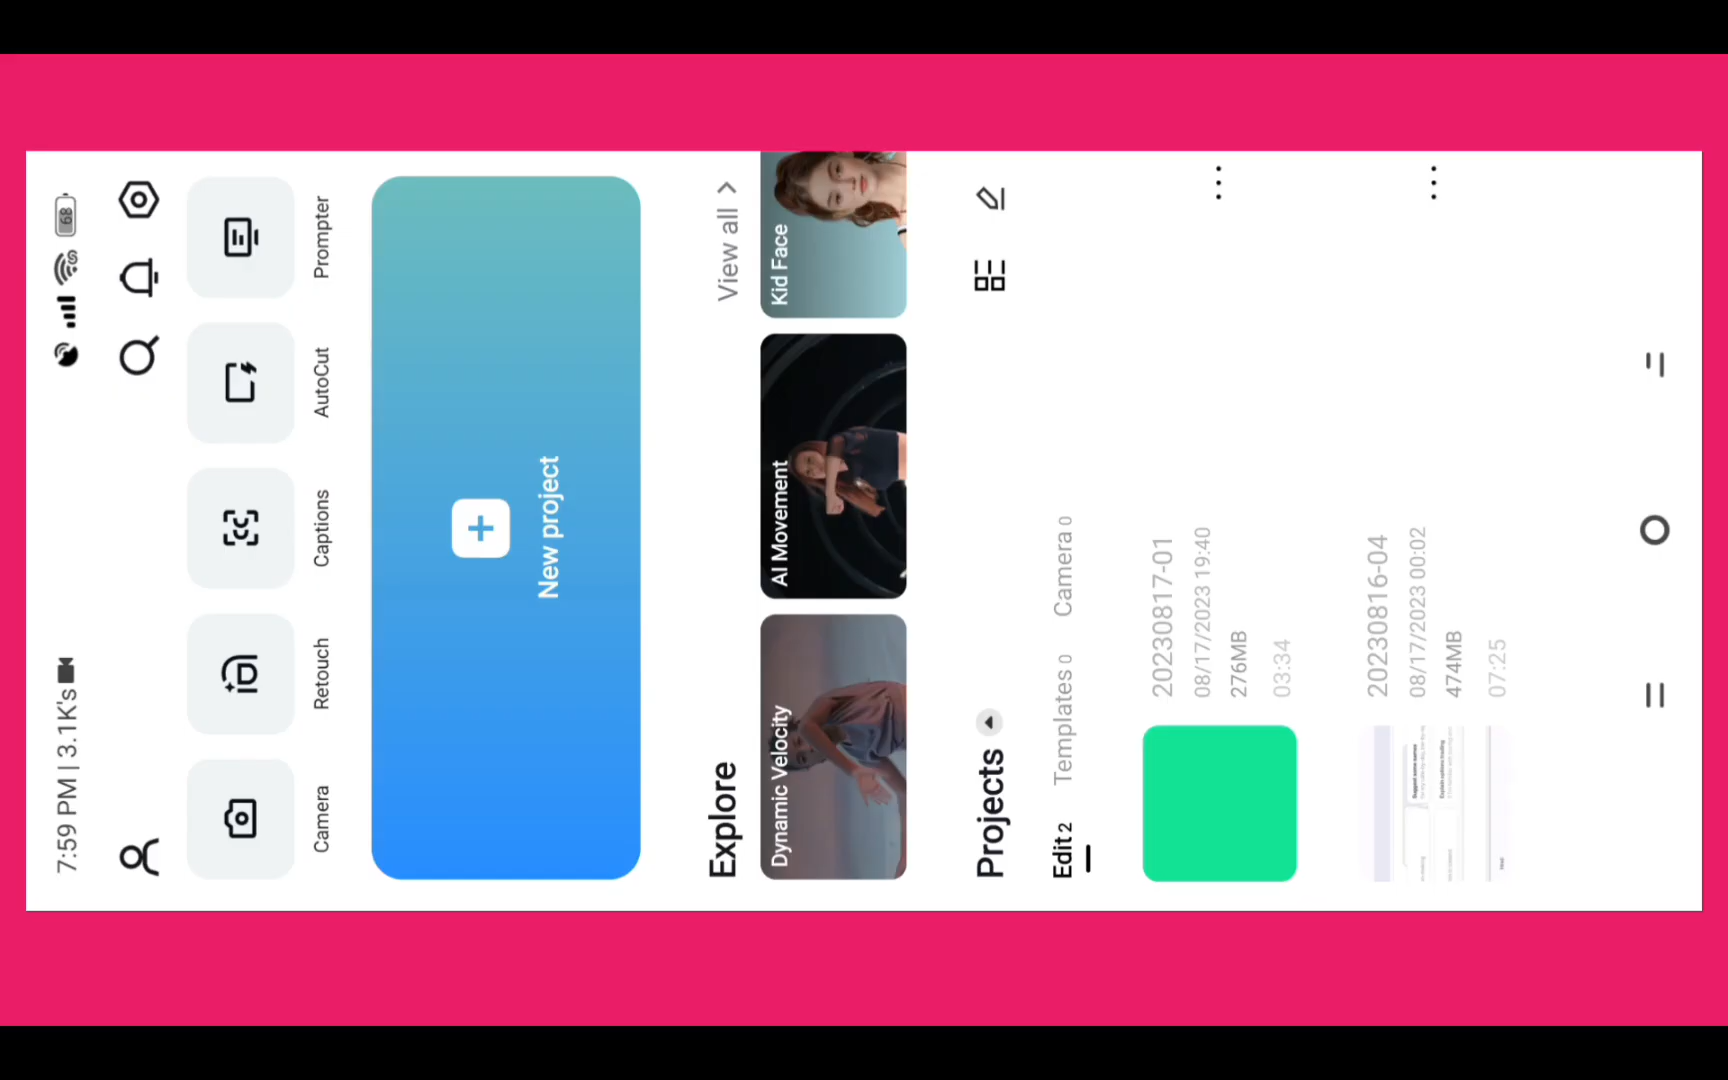 7:59 PM | 3.1K's
68
Camera
Retouch
Captions
AutoCut
Prompter
New project
Explore
View all >
Dynamic Velocity
AI Movement
Kid Face
Projects
Edit 2
Templates 0
Camera 0
20230817-01
08/17/2023 19:40
276MB
03:34
20230816-04
08/17/2023 00:02
474MB
07:25